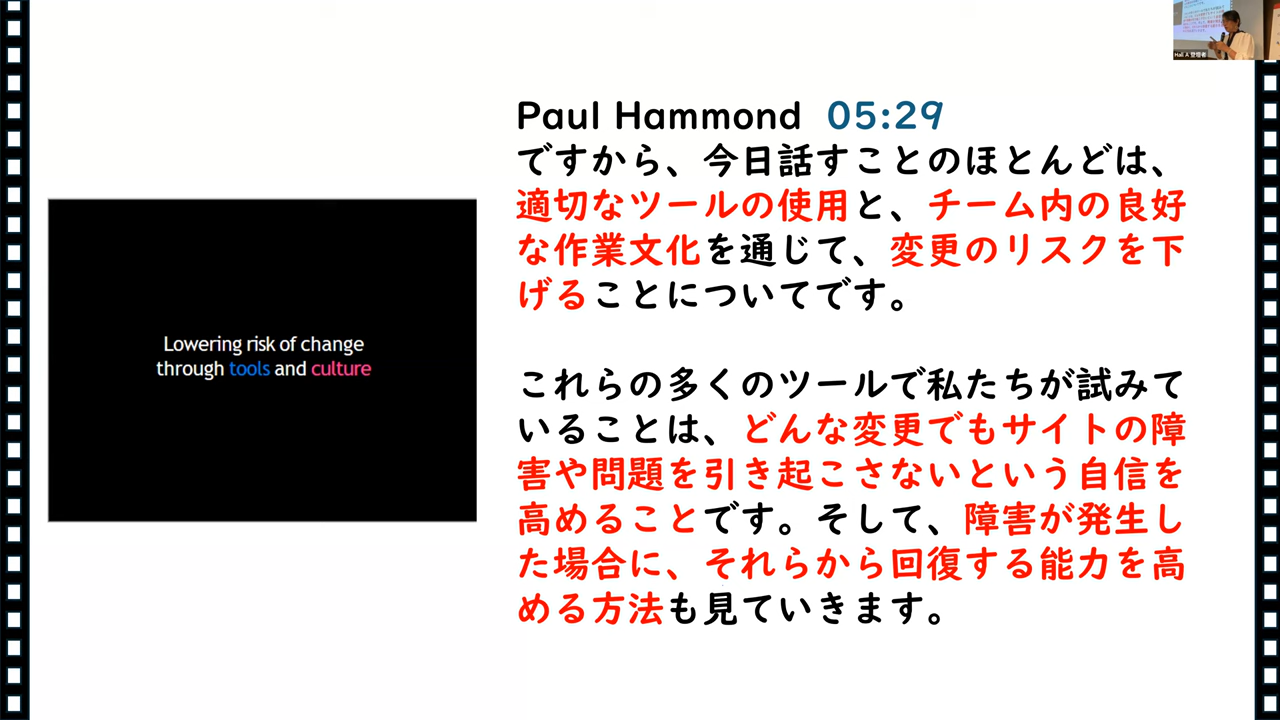 Paul Hammond 05:29
ですから、今日話すことのほとんどは、
適切なツールの使用と、チーム内の良好
な作業文化を通じて、変更のリスクを下
げることについてです。
これらの多くのツールで私たちが試みて
いることは、どんな変更でもサイトの障
害や問題を引き起こさないという自信を
高めることです。そして、障害が発生し
た場合に、それらから回復する能力を高
める方法も見ていきます。
Lowering risk of change
through tools and culture
Hall A 登壇者